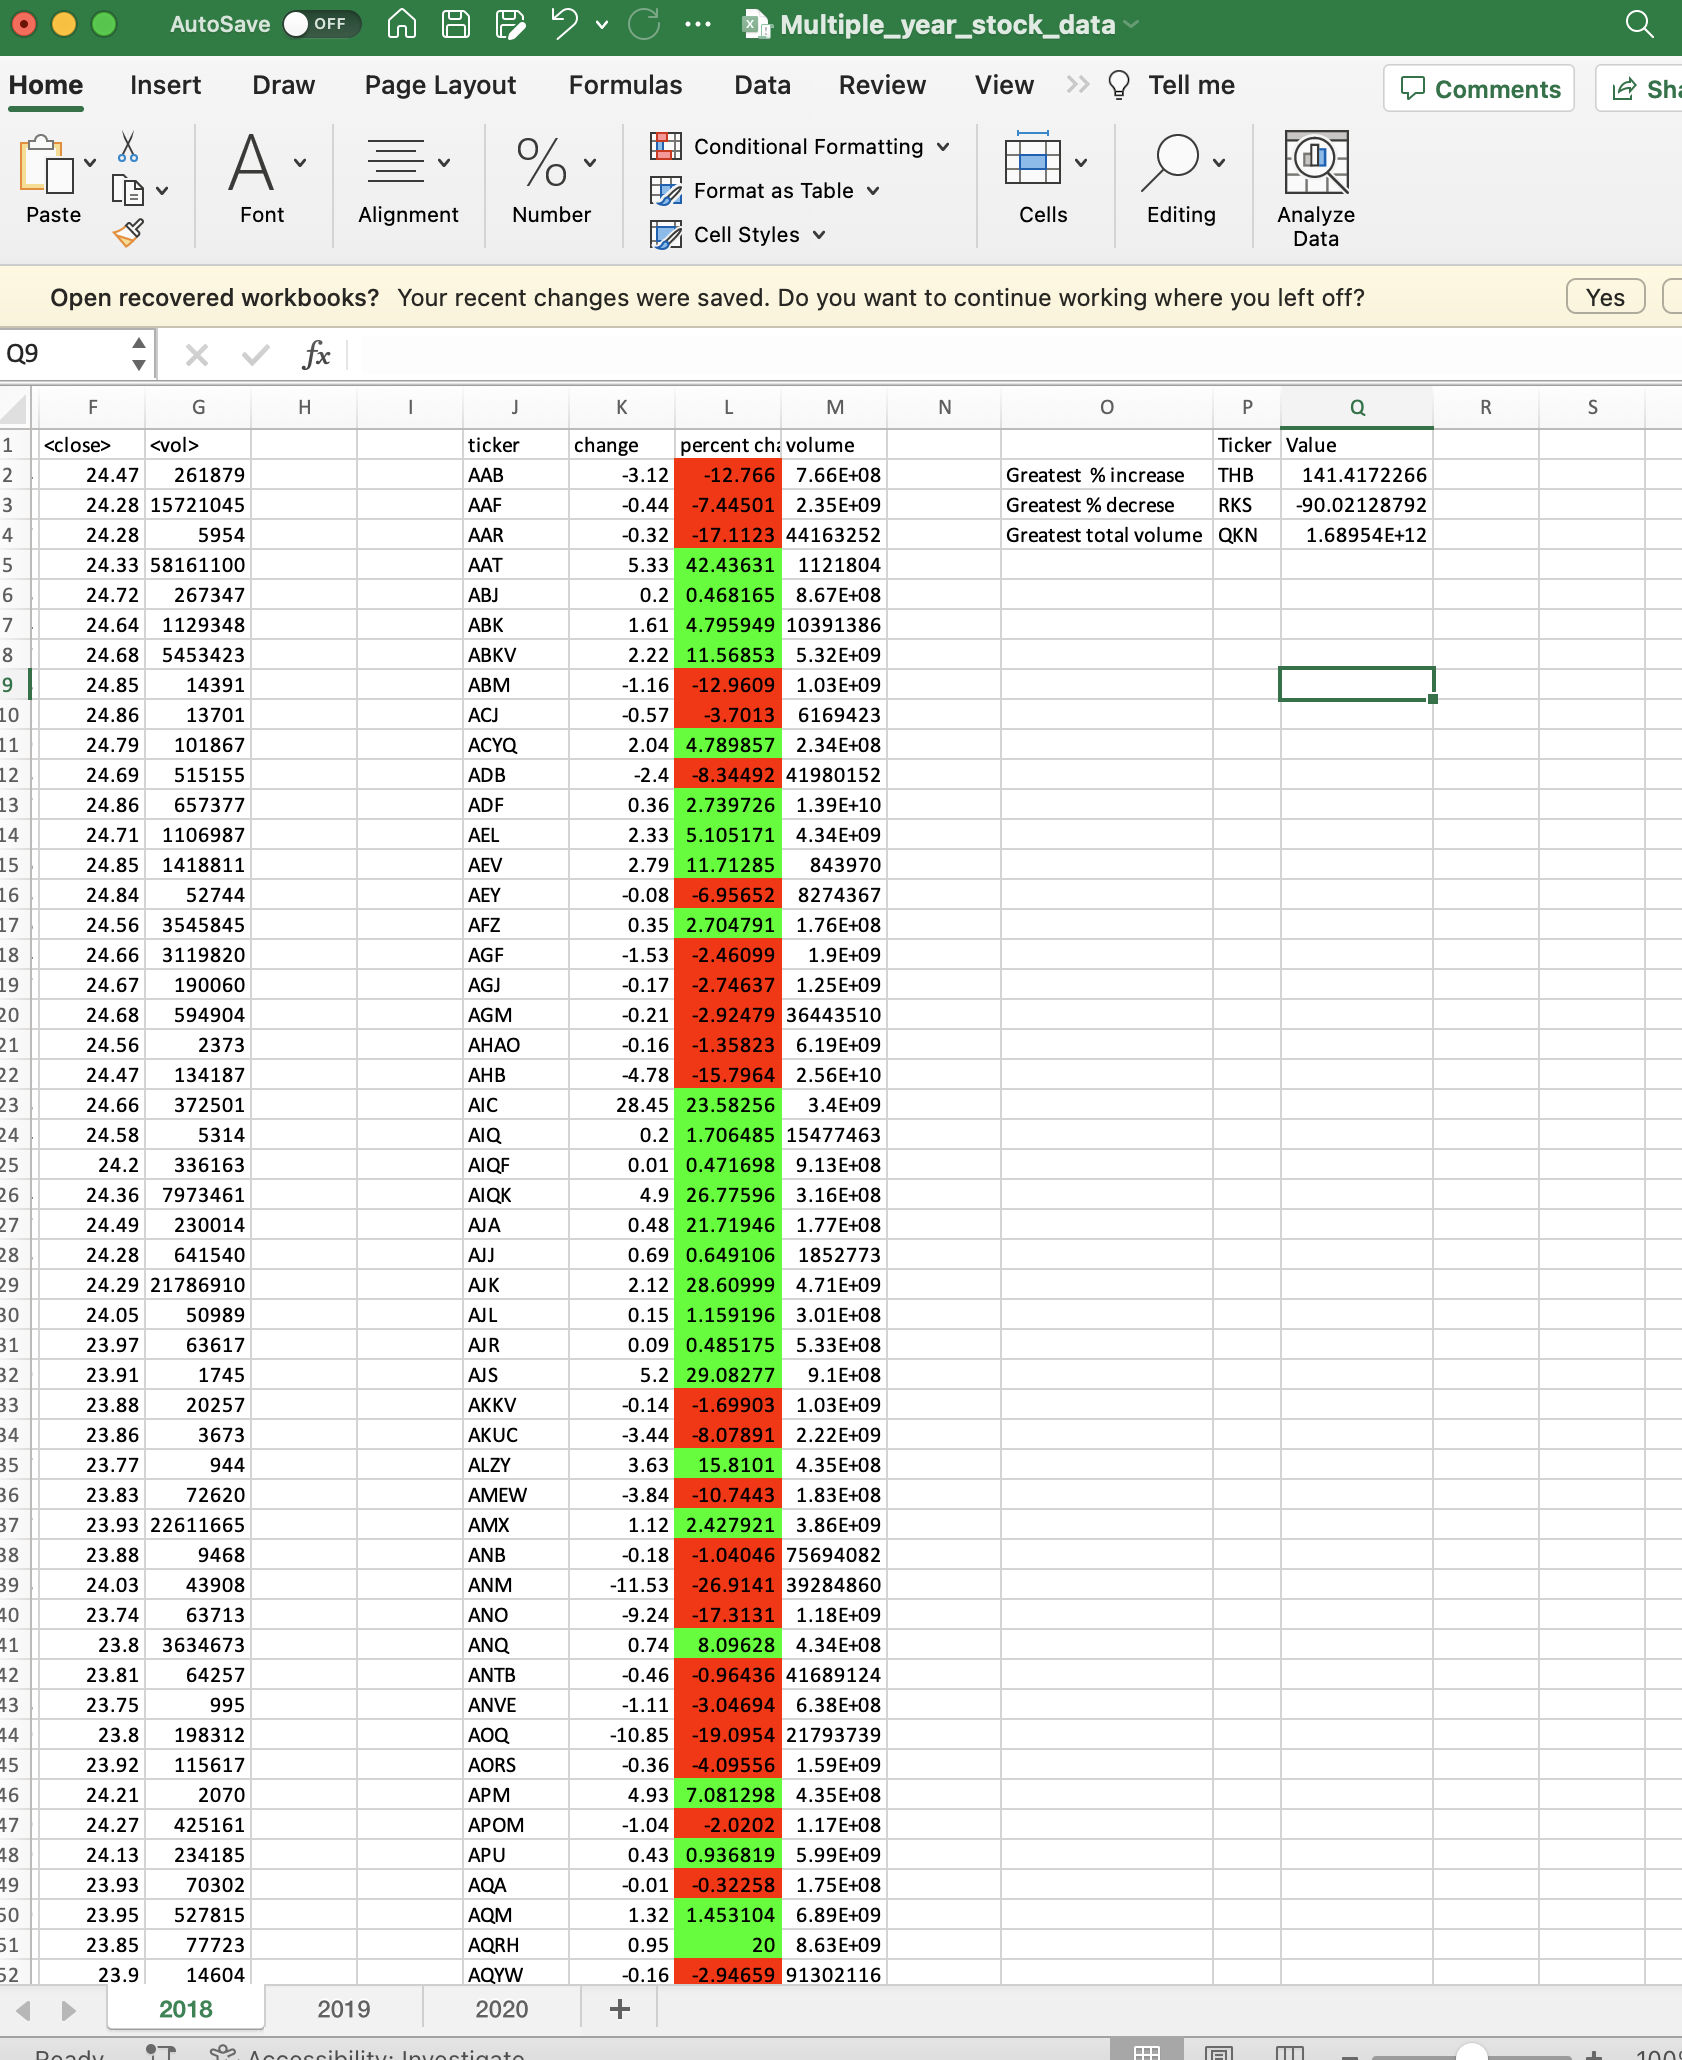 AutoSave OFF Multiple_year_stock_data
Home Insert Draw Page Layout Formulas Data Review View Tell me Comments Sha
Paste Font Alignment Number Conditional Formatting Format as Table Cell Styles Cells Editing Analyze Data
Open recovered workbooks? Your recent changes were saved. Do you want to continue working where you left off? Yes
Q9 fx
F G H I J K L M N O P Q R S
1 <close> <vol> ticker change percent cha volume Ticker Value
2 24.47 261879 AAB -3.12 -12.766 7.66E+08 Greatest % increase THB 141.4172266
3 24.28 15721045 AAF -0.44 -7.44501 2.35E+09 Greatest % decrese RKS -90.02128792
4 24.28 5954 AAR -0.32 -17.1123 44163252 Greatest total volume QKN 1.68954E+12
5 24.33 58161100 AAT 5.33 42.43631 1121804
6 24.72 267347 ABJ 0.2 0.468165 8.67E+08
7 24.64 1129348 ABK 1.61 4.795949 10391386
8 24.68 5453423 ABKV 2.22 11.56853 5.32E+09
9 24.85 14391 ABM -1.16 -12.9609 1.03E+09
10 24.86 13701 ACJ -0.57 -3.7013 6169423
11 24.79 101867 ACYQ 2.04 4.789857 2.34E+08
12 24.69 515155 ADB -2.4 -8.34492 41980152
13 24.86 657377 ADF 0.36 2.739726 1.39E+10
14 24.71 1106987 AEL 2.33 5.105171 4.34E+09
15 24.85 1418811 AEV 2.79 11.71285 843970
16 24.84 52744 AEY -0.08 -6.95652 8274367
17 24.56 3545845 AFZ 0.35 2.704791 1.76E+08
18 24.66 3119820 AGF -1.53 -2.46099 1.9E+09
19 24.67 190060 AGJ -0.17 -2.74637 1.25E+09
20 24.68 594904 AGM -0.21 -2.92479 36443510
21 24.56 2373 AHAO -0.16 -1.35823 6.19E+09
22 24.47 134187 AHB -4.78 -15.7964 2.56E+10
23 24.66 372501 AIC 28.45 23.58256 3.4E+09
24 24.58 5314 AIQ 0.2 1.706485 15477463
25 24.2 336163 AIQF 0.01 0.471698 9.13E+08
26 24.36 7973461 AIQK 4.9 26.77596 3.16E+08
27 24.49 230014 AJA 0.48 21.71946 1.77E+08
28 24.28 641540 AJJ 0.69 0.649106 1852773
29 24.29 21786910 AJK 2.12 28.60999 4.71E+09
30 24.05 50989 AJL 0.15 1.159196 3.01E+08
31 23.97 63617 AJR 0.09 0.485175 5.33E+08
32 23.91 1745 AJS 5.2 29.08277 9.1E+08
33 23.88 20257 AKKV -0.14 -1.69903 1.03E+09
34 23.86 3673 AKUC -3.44 -8.07891 2.22E+09
35 23.77 944 ALZY 3.63 15.8101 4.35E+08
36 23.83 72620 AMEW -3.84 -10.7443 1.83E+08
37 23.93 22611665 AMX 1.12 2.427921 3.86E+09
38 23.88 9468 ANB -0.18 -1.04046 75694082
39 24.03 43908 ANM -11.53 -26.9141 39284860
40 23.74 63713 ANO -9.24 -17.3131 1.18E+09
41 23.8 3634673 ANQ 0.74 8.09628 4.34E+08
42 23.81 64257 ANTB -0.46 -0.96436 41689124
43 23.75 995 ANVE -1.11 -3.04694 6.38E+08
44 23.8 198312 AOQ -10.85 -19.0954 21793739
45 23.92 115617 AORS -0.36 -4.09556 1.59E+09
46 24.21 2070 APM 4.93 7.081298 4.35E+08
47 24.27 425161 APOM -1.04 -2.0202 1.17E+08
48 24.13 234185 APU 0.43 0.936819 5.99E+09
49 23.93 70302 AQA -0.01 -0.32258 1.75E+08
50 23.95 527815 AQM 1.32 1.453104 6.89E+09
51 23.85 77723 AQRH 0.95 20 8.63E+09
52 23.9 14604 AQYW -0.16 -2.94659 91302116
2018 2019 2020 +
Ready Accessibility: Investigate 100%